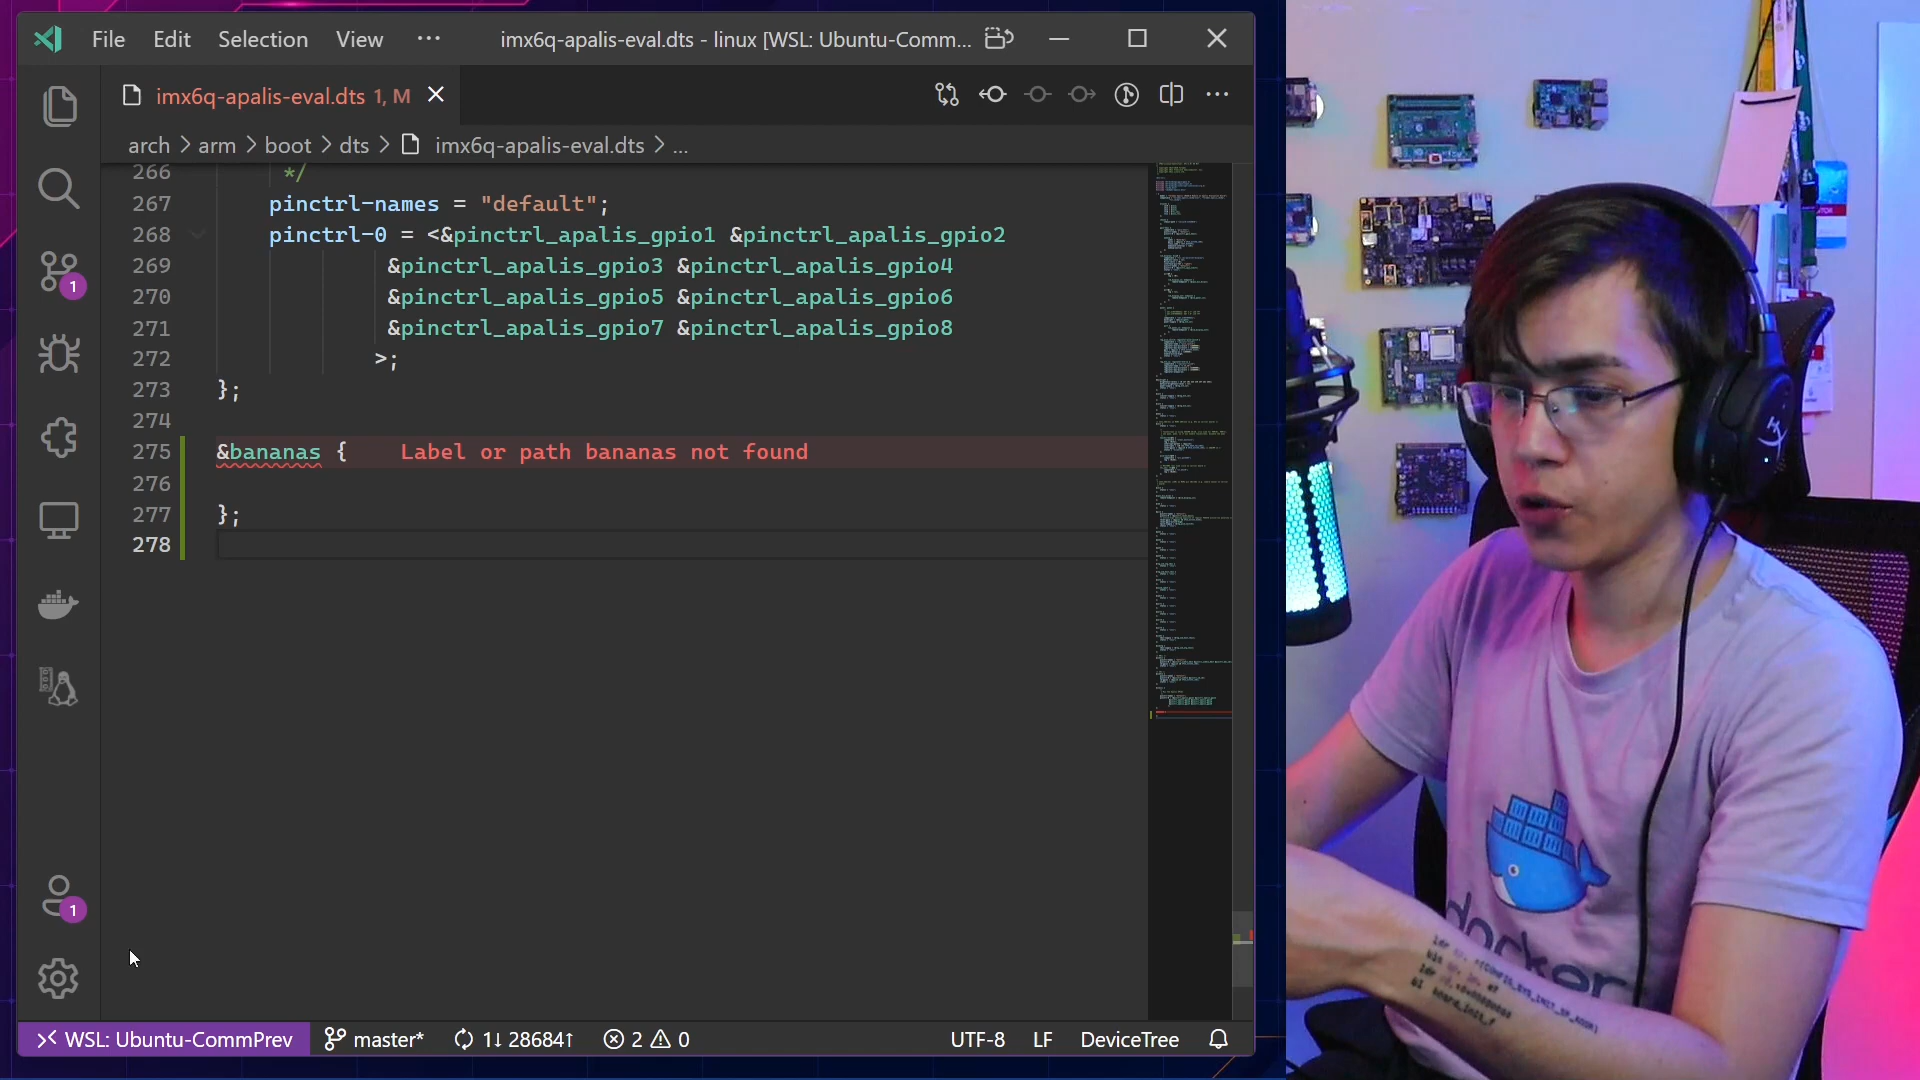 File Edit Selection View ··· imx6q-apalis-eval.dts - linux [WSL: Ubuntu-Comm...
imx6q-apalis-eval.dts 1, M
arch > arm > boot > dts > imx6q-apalis-eval.dts > ...
266 */
267 pinctrl-names = "default";
268 pinctrl-0 = <&pinctrl_apalis_gpio1 &pinctrl_apalis_gpio2
269 &pinctrl_apalis_gpio3 &pinctrl_apalis_gpio4
270 &pinctrl_apalis_gpio5 &pinctrl_apalis_gpio6
271 &pinctrl_apalis_gpio7 &pinctrl_apalis_gpio8
272 >;
273 };
274
275 &bananas { Label or path bananas not found
276
277 };
278
1
1
WSL: Ubuntu-CommPrev master* 1↓ 28684↑ 2 0 UTF-8 LF DeviceTree
docker